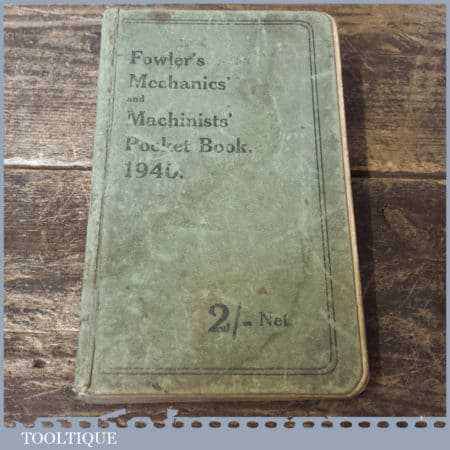 Fowler's
Mechanics'
and
Machinists'
Pocket Book.
2/- Net.
TOOLTIQUE